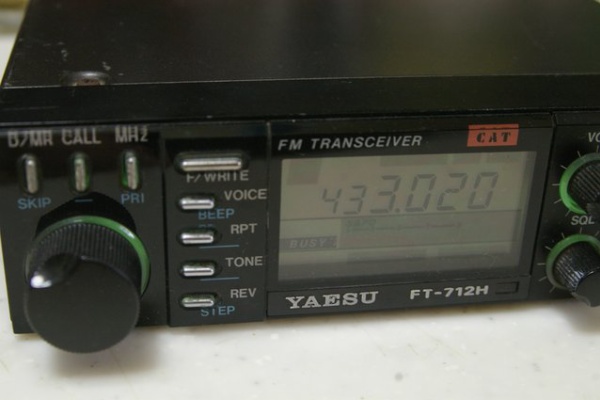 D/MR CALL MHz
SKIP PRI
F/WRITE
VOICE
BEEP
RPT
TONE
REV
STEP
FM TRANSCEIVER CAT
433.020
BUSY
YAESU FT-712H
VO
SQL